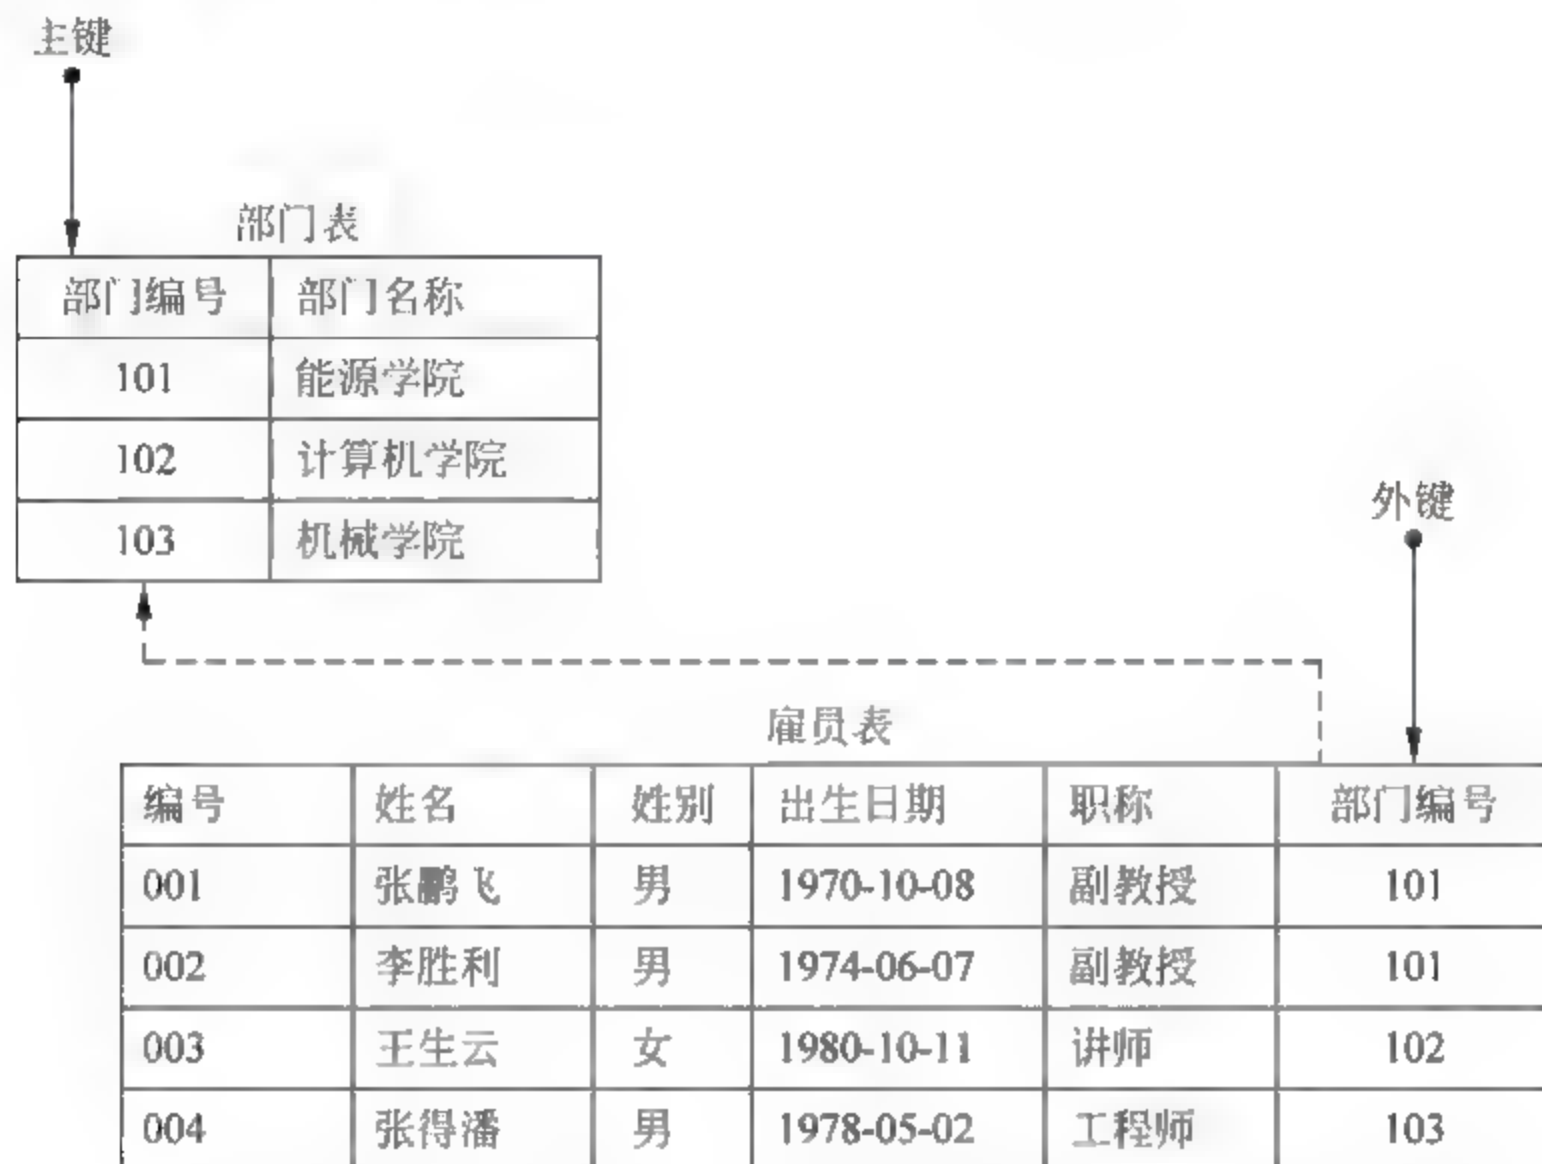 主键
部门表
部门编号 部门名称
101 能源学院
102 计算机学院
103 机械学院
外键
雇员表
编号 姓名 姓别 出生日期 职称 部门编号
001 张鹏飞 男 1970-10-08 副教授 101
002 李胜利 男 1974-06-07 副教授 101
003 王生云 女 1980-10-11 讲师 102
004 张得潘 男 1978-05-02 工程师 103